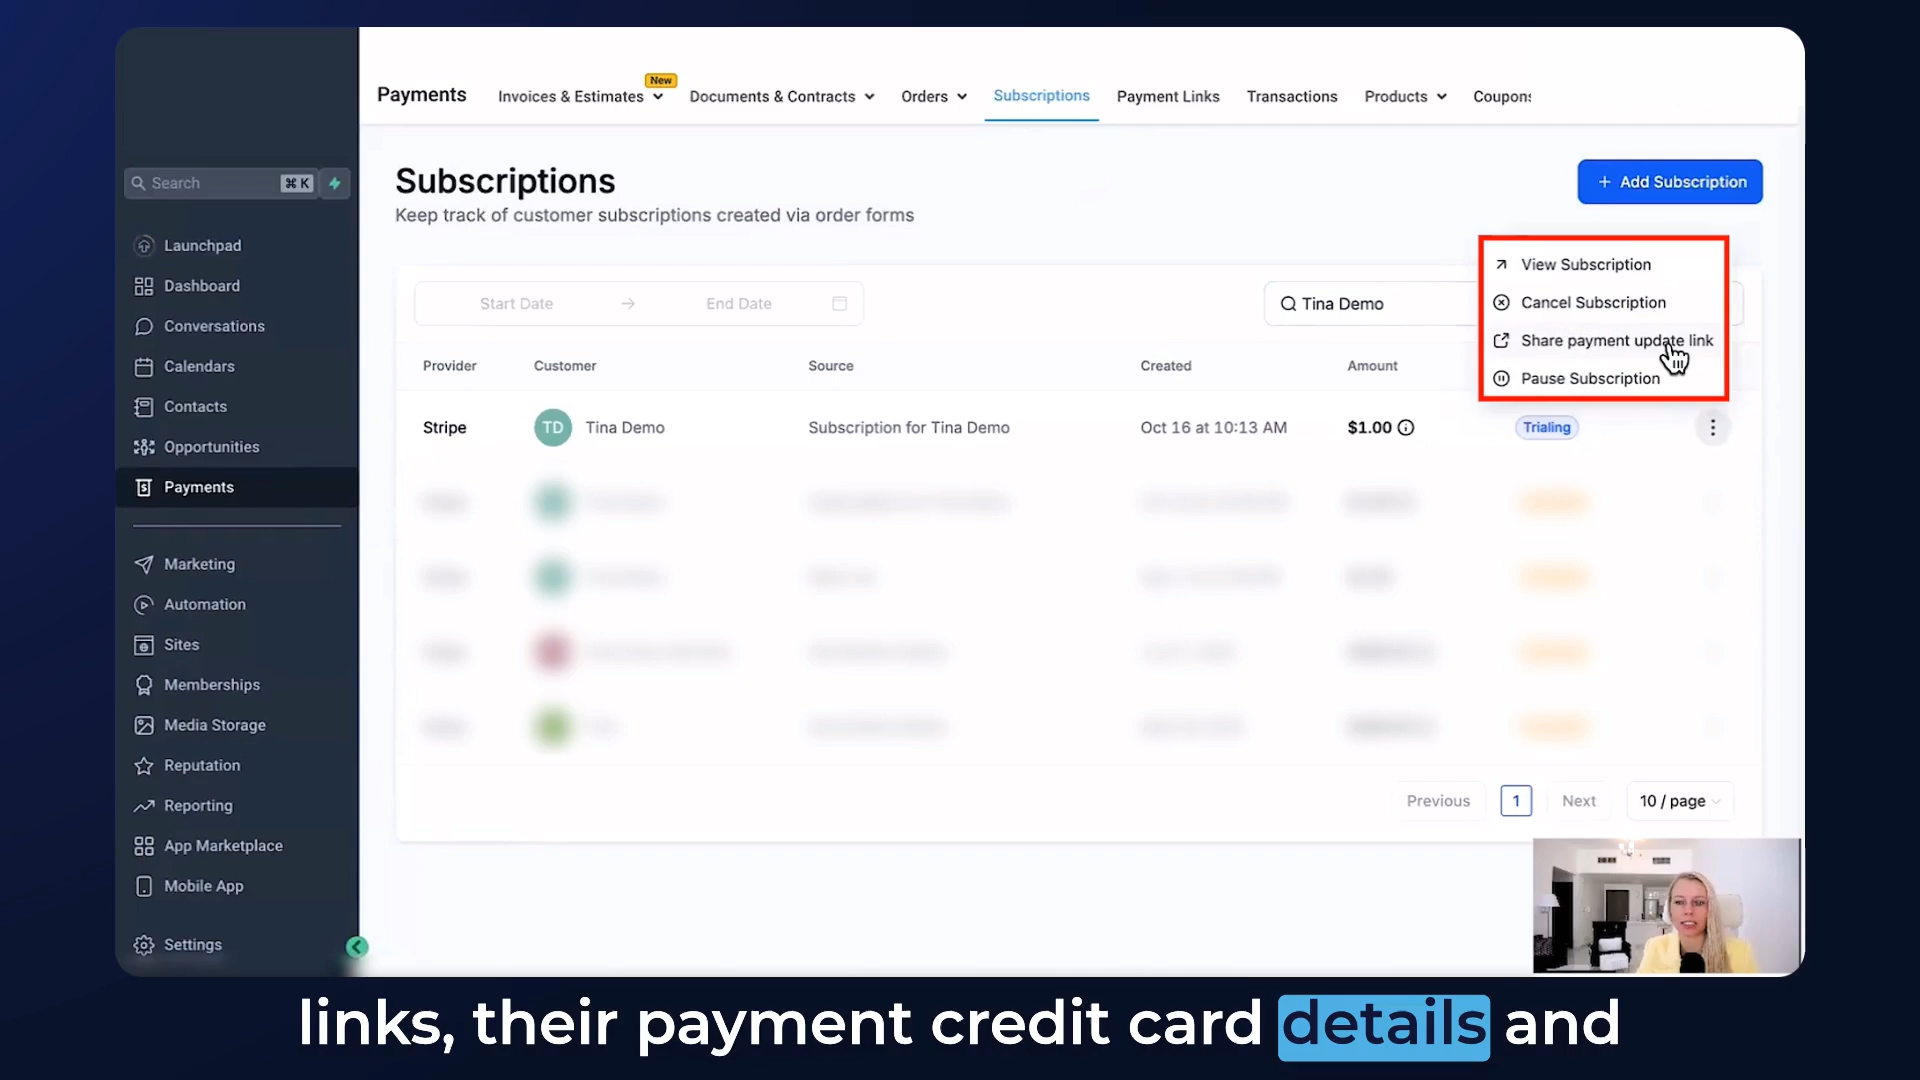 New
Payments Invoices & Estimates Documents & Contracts Orders Subscriptions Payment Links Transactions Products Coupons
Search ⌘ K
Launchpad
Dashboard
Conversations
Calendars
Contacts
Opportunities
Payments
Marketing
Automation
Sites
Memberships
Media Storage
Reputation
Reporting
App Marketplace
Mobile App
Settings
Subscriptions
Keep track of customer subscriptions created via order forms
+ Add Subscription
Start Date → End Date
Tina Demo
View Subscription
Cancel Subscription
Share payment update link
Pause Subscription
Provider Customer Source Created Amount
Stripe TD Tina Demo Subscription for Tina Demo Oct 16 at 10:13 AM $1.00 Trialing
Previous 1 Next 10 / page
links, their payment credit card details and